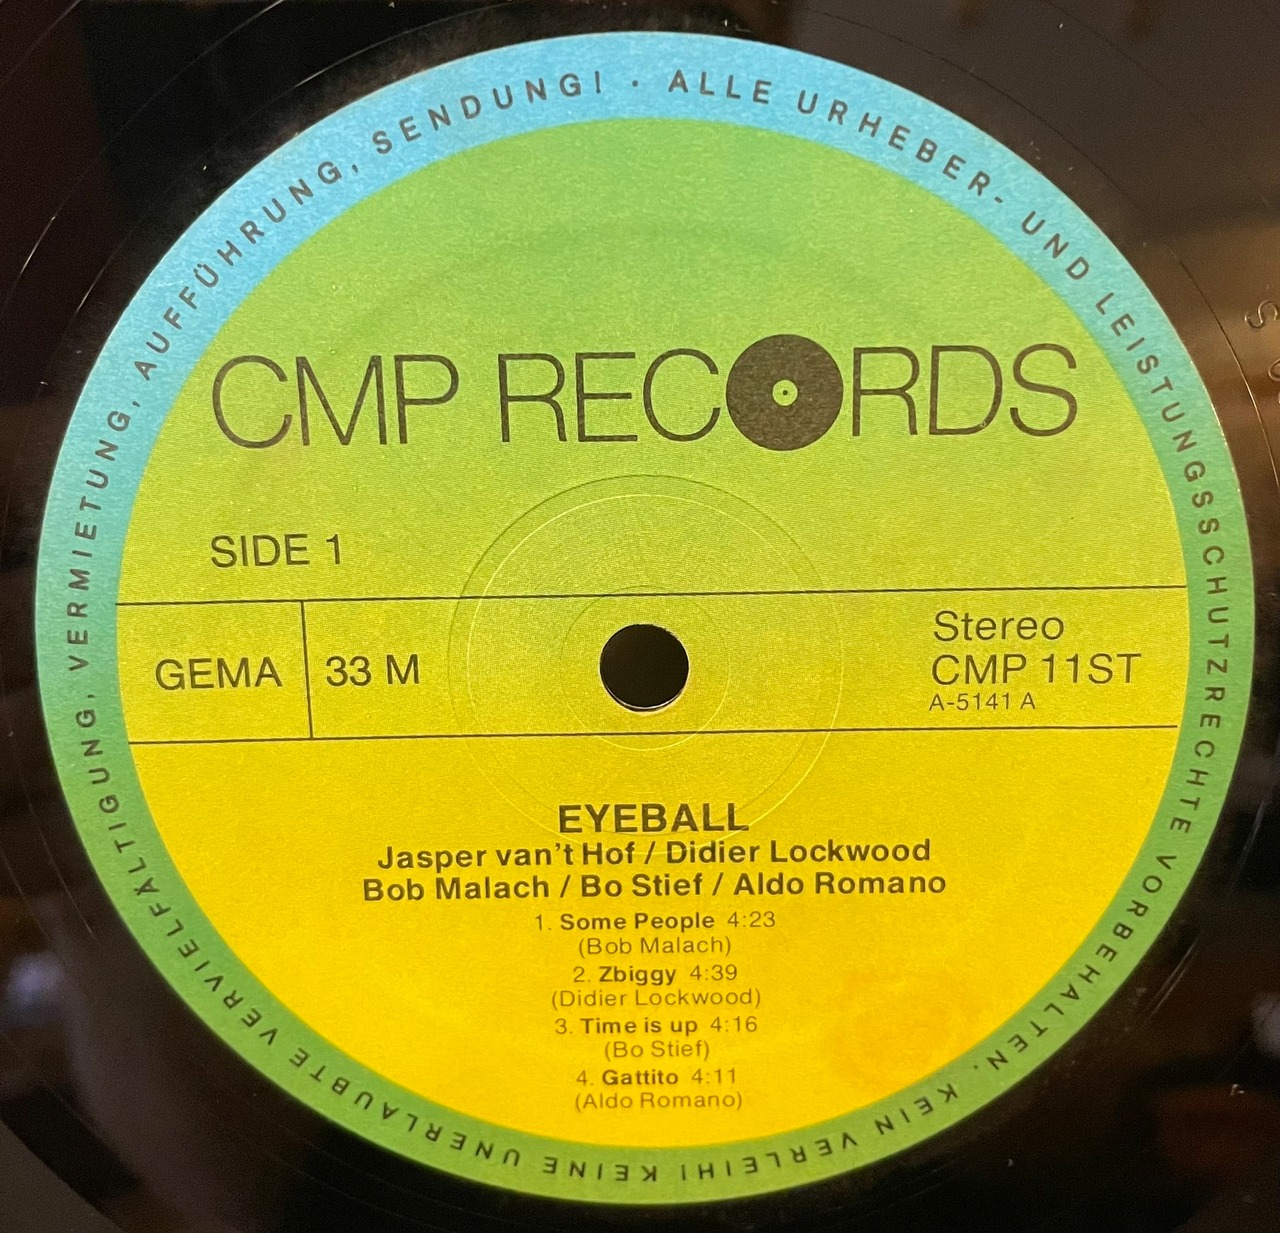 ALLE URHEBER- UND LEISTUNGSSCHUTZRECHTE VORBEHALTEN. KEIN VERLEIH! KEINE UNERLAUBTE VERVIELFÄLTIGUNG, VERMIETUNG, AUFFÜHRUNG, SENDUNG! ·
CMP RECORDS
SIDE 1
GEMA
33 M
Stereo
CMP 11ST
A-5141 A
EYEBALL
Jasper van't Hof / Didier Lockwood
Bob Malach / Bo Stief / Aldo Romano
1. Some People 4:23
(Bob Malach)
2. Zbiggy 4:39
(Didier Lockwood)
3. Time is up 4:16
(Bo Stief)
4. Gattito 4:11
(Aldo Romano)